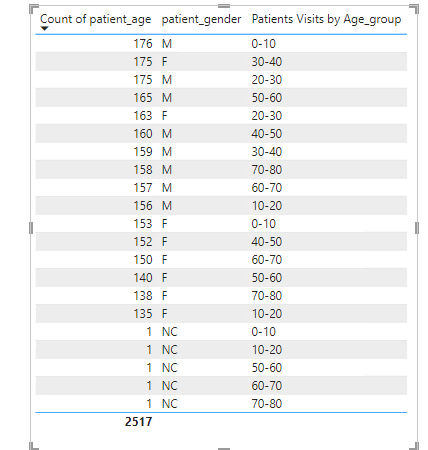 Count of patient_age patient_gender Patients Visits by Age_group
176 M 0-10
175 F 30-40
175 M 20-30
165 M 50-60
163 F 20-30
160 M 40-50
159 M 30-40
158 M 70-80
157 M 60-70
156 M 10-20
153 F 0-10
152 F 40-50
150 F 60-70
140 F 50-60
138 F 70-80
135 F 10-20
1 NC 0-10
1 NC 10-20
1 NC 50-60
1 NC 60-70
1 NC 70-80
2517